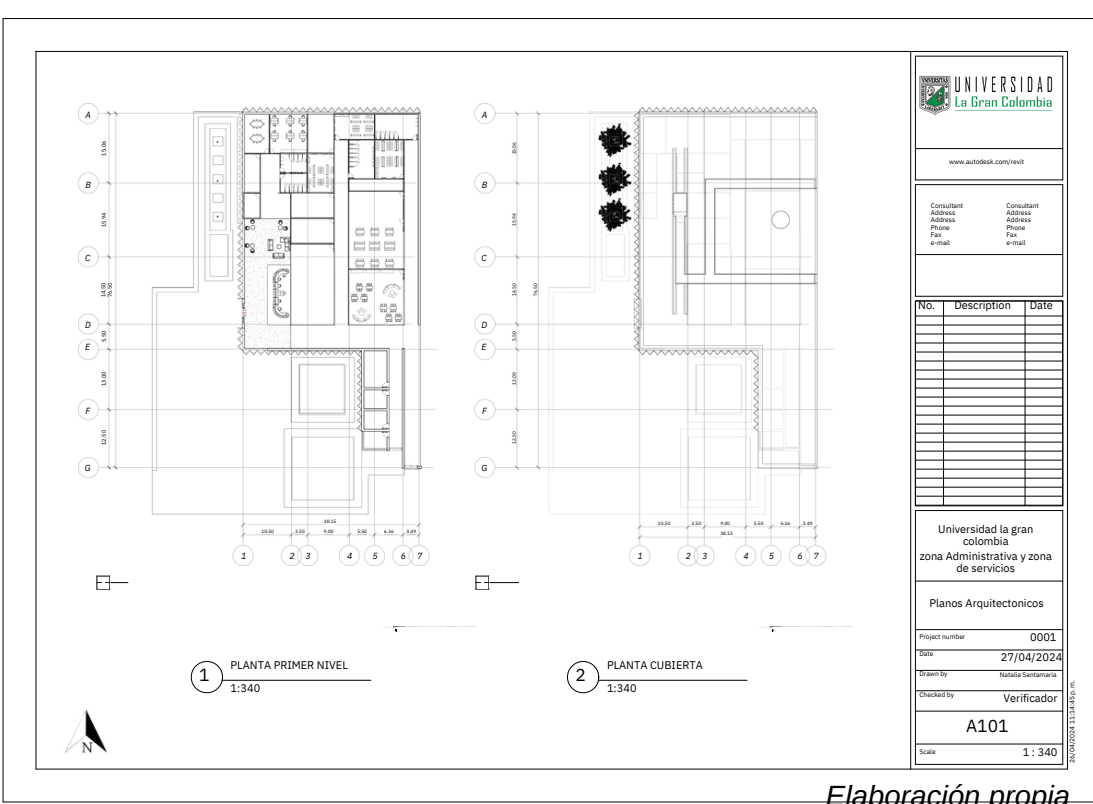 A
B
C
D
E
F
G
15.06
15.94
14.50
76.50
5.50
13.00
12.50
38.15
10.50 3.50 9.00 5.50 6.16 3.49
1 2 3 4 5 6 7
A
B
C
D
E
F
G
15.06
15.94
14.50
76.50
5.50
13.00
12.50
10.50 3.50 9.00 5.50 6.16 3.49
38.15
1 2 3 4 5 6 7
1 PLANTA PRIMER NIVEL
1:340
2 PLANTA CUBIERTA
1:340
N
UNIVERSIDAD
La Gran Colombia
www.autodesk.com/revit
Consultant Consultant
Address Address
Address Address
Phone Phone
Fax Fax
e-mail e-mail
No. Description Date
Universidad la gran
colombia
zona Administrativa y zona
de servicios
Planos Arquitectonicos
Project number 0001
Date 27/04/2024
Drawn by Natalia Santamaria
Checked by Verificador
A101
Scale 1 : 340
26/04/2024 11:14:45 p. m.
Elaboración propia